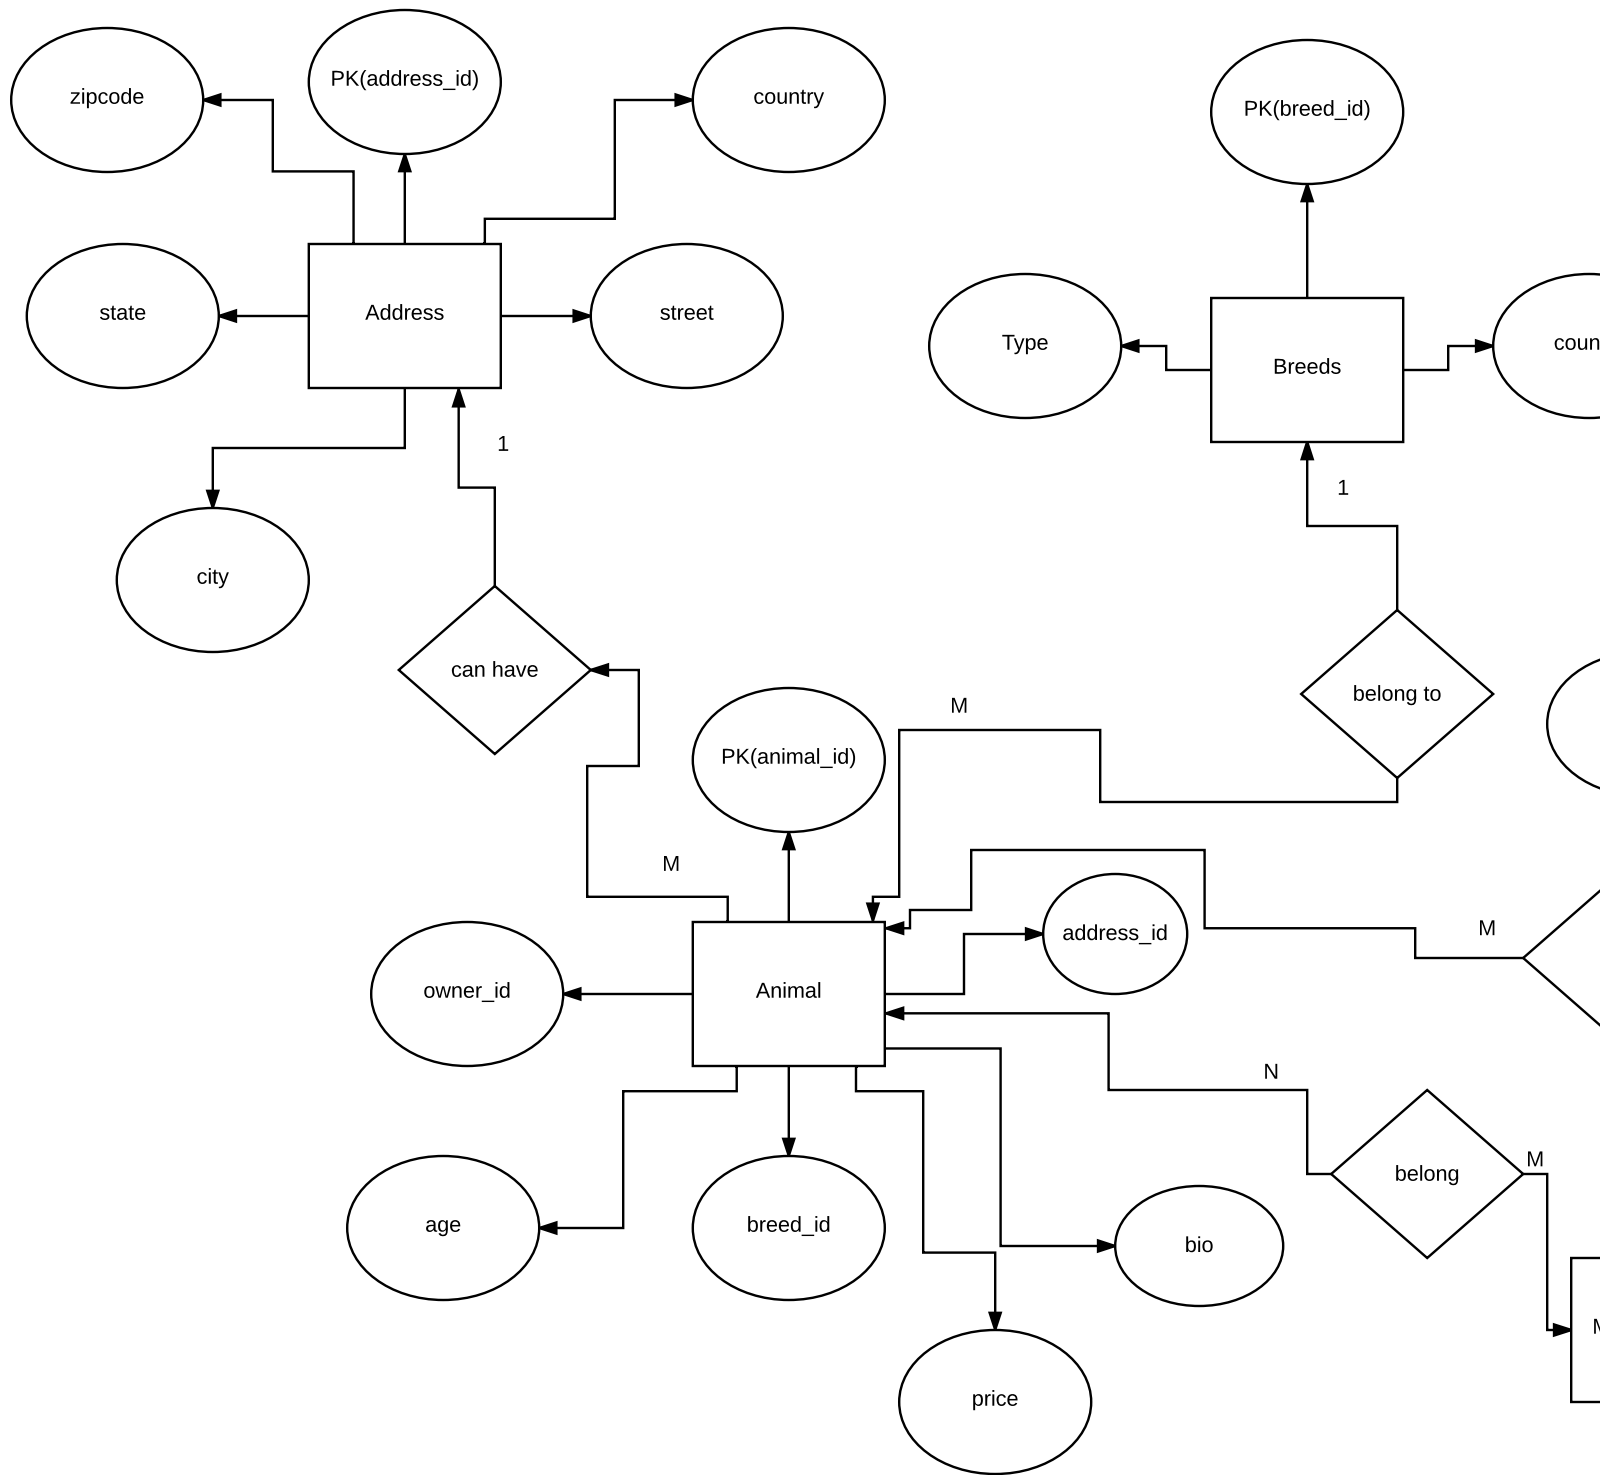 PK(address_id)
zipcode
country
PK(breed_id)
state
Address
street
Type
Breeds
coun
1
1
city
can have
belong to
M
PK(animal_id)
M
address_id
M
owner_id
Animal
N
M
belong
age
breed_id
bio
price